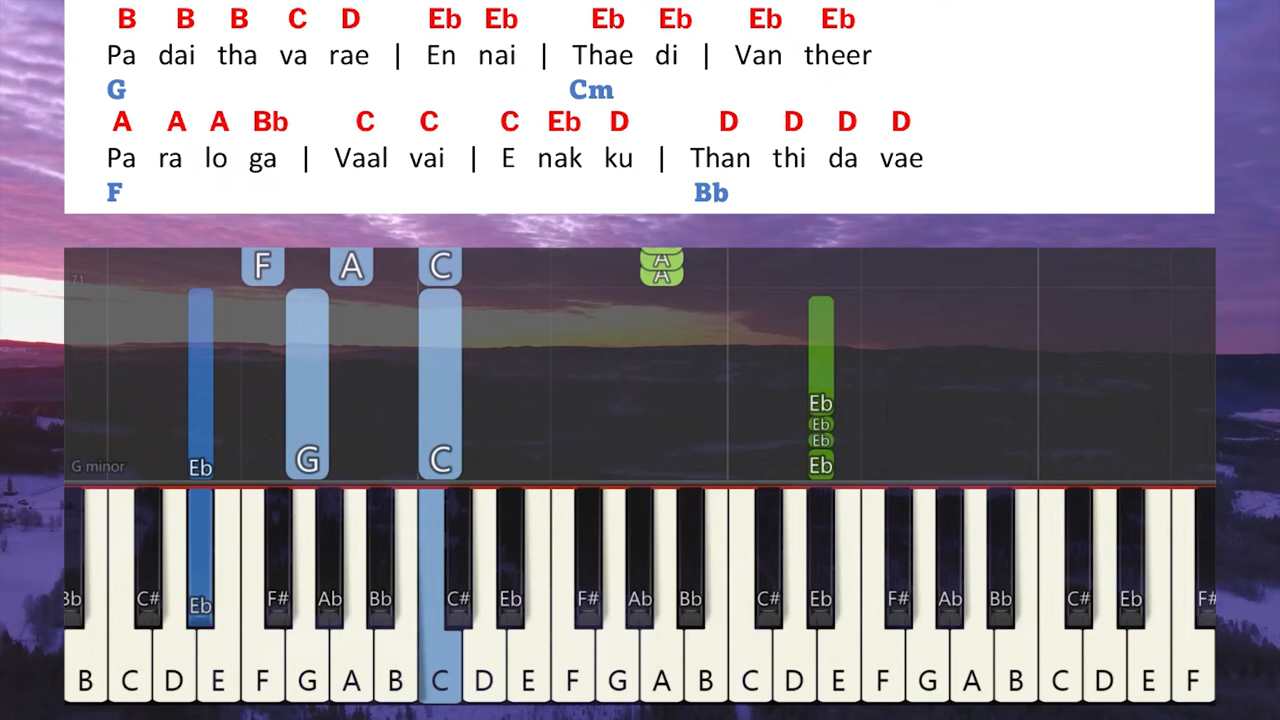 B B B C D Eb Eb Eb Eb Eb Eb
Pa dai tha va rae | En nai | Thae di | Van theer
G Cm
A A A Bb C C C Eb D D D D D
Pa ra lo ga | Vaal vai | E nak ku | Than thi da vae
F Bb
F A C A
71 A
Eb
Eb
Eb
G minor Eb G C Eb
Bb C# Eb F# Ab Bb C# Eb F# Ab Bb C# Eb F# Ab Bb C# Eb F#
B C D E F G A B C D E F G A B C D E F G A B C D E F